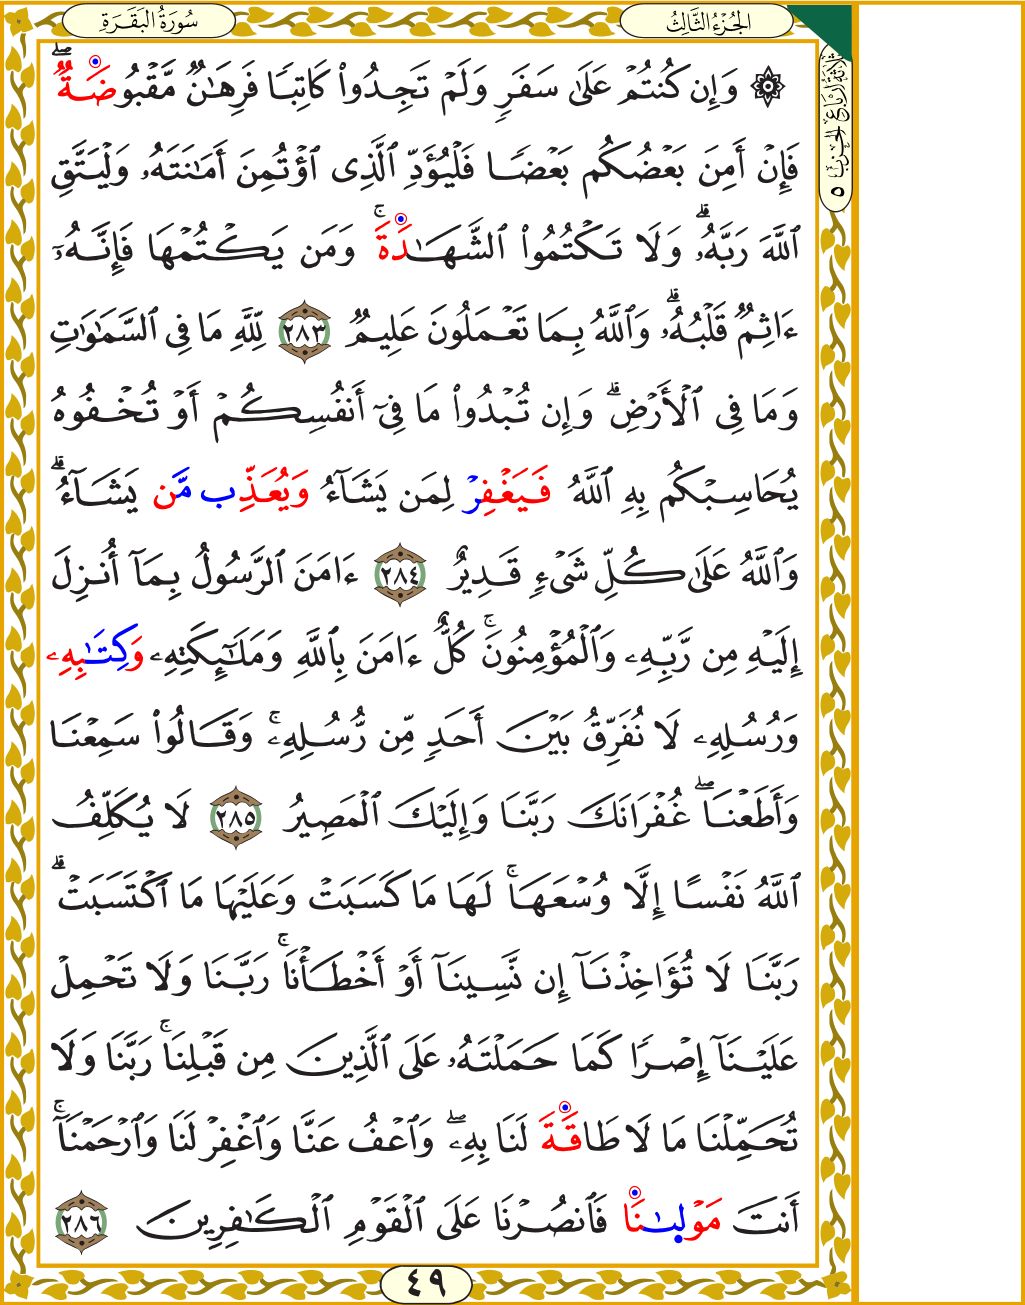 سُورَةُ الْبَقَرَةِ
الجُزْءُ الثَّالِثُ
۞ وَإِن كُنتُمْ عَلَىٰ سَفَرٍ وَلَمْ تَجِدُوا۟ كَاتِبًا فَرِهَـٰنٌ مَّقْبُوضَةٌ ۖ
فَإِنْ أَمِنَ بَعْضُكُم بَعْضًا فَلْيُؤَدِّ ٱلَّذِى ٱؤْتُمِنَ أَمَـٰنَتَهُۥ وَلْيَتَّقِ
ٱللَّهَ رَبَّهُۥ ۗ وَلَا تَكْتُمُوا۟ ٱلشَّهَـٰدَةَ ۚ وَمَن يَكْتُمْهَا فَإِنَّهُۥٓ
ءَاثِمٌ قَلْبُهُۥ ۗ وَٱللَّهُ بِمَا تَعْمَلُونَ عَلِيمٌ ٢٨٣ لِّلَّهِ مَا فِى ٱلسَّمَـٰوَٰتِ
وَمَا فِى ٱلْأَرْضِ ۗ وَإِن تُبْدُوا۟ مَا فِىٓ أَنفُسِكُمْ أَوْ تُخْفُوهُ
يُحَاسِبْكُم بِهِ ٱللَّهُ فَيَغْفِرْ لِمَن يَشَآءُ وَيُعَذِّب مَّن يَشَآءُ ۗ
وَٱللَّهُ عَلَىٰ كُلِّ شَىْءٍ قَدِيرٌ ٢٨٤ ءَامَنَ ٱلرَّسُولُ بِمَآ أُنزِلَ
إِلَيْهِ مِن رَّبِّهِۦ وَٱلْمُؤْمِنُونَ ۚ كُلٌّ ءَامَنَ بِٱللَّهِ وَمَلَـٰٓئِكَتِهِۦ وَكِتَـٰبِهِۦ
وَرُسُلِهِۦ لَا نُفَرِّقُ بَيْنَ أَحَدٍ مِّن رُّسُلِهِۦ ۚ وَقَالُوا۟ سَمِعْنَا
وَأَطَعْنَا ۖ غُفْرَانَكَ رَبَّنَا وَإِلَيْكَ ٱلْمَصِيرُ ٢٨٥ لَا يُكَلِّفُ
ٱللَّهُ نَفْسًا إِلَّا وُسْعَهَا ۚ لَهَا مَا كَسَبَتْ وَعَلَيْهَا مَا ٱكْتَسَبَتْ ۗ
رَبَّنَا لَا تُؤَاخِذْنَآ إِن نَّسِينَآ أَوْ أَخْطَأْنَا ۚ رَبَّنَا وَلَا تَحْمِلْ
عَلَيْنَآ إِصْرًا كَمَا حَمَلْتَهُۥ عَلَى ٱلَّذِينَ مِن قَبْلِنَا ۚ رَبَّنَا وَلَا
تُحَمِّلْنَا مَا لَا طَاقَةَ لَنَا بِهِۦ ۖ وَٱعْفُ عَنَّا وَٱغْفِرْ لَنَا وَٱرْحَمْنَآ ۚ
أَنتَ مَوْلَىٰنَا فَٱنصُرْنَا عَلَى ٱلْقَوْمِ ٱلْكَـٰفِرِينَ ٢٨٦
٤٩